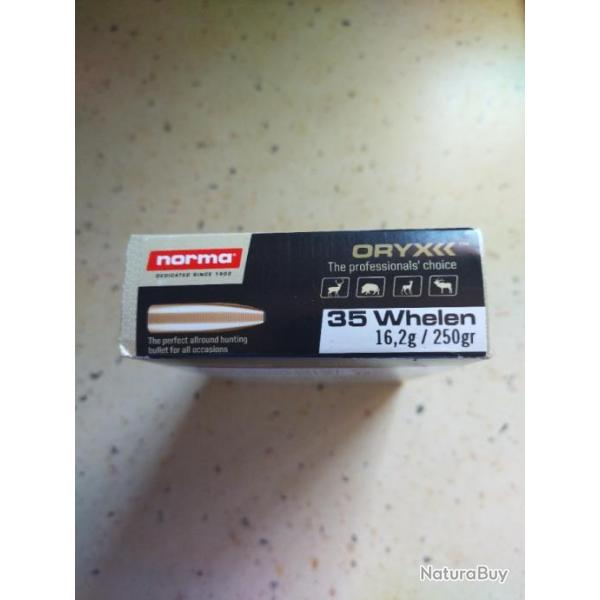 norma
DEDICATED SINCE 1902
ORYX
The professionals' choice
35 Whelen
16,2g / 250gr
The perfect allround hunting
bullet for all occasions
NaturaBuy